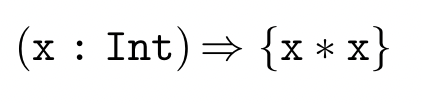 (x : Int) ⇒ {x ∗ x}